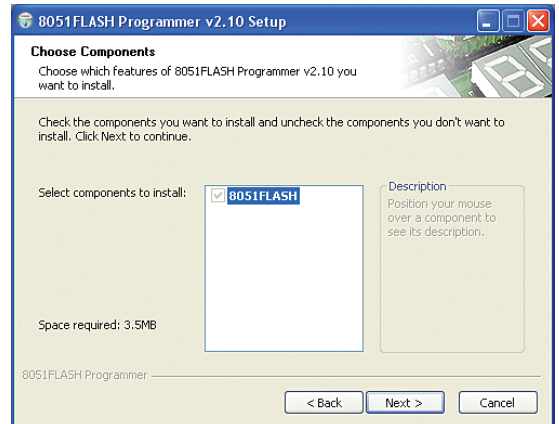 8051FLASH Programmer v2.10 Setup
Choose Components
Choose which features of 8051FLASH Programmer v2.10 you
want to install.
Check the components you want to install and uncheck the components you don't want to
install. Click Next to continue.
Select components to install:
8051FLASH
Description
Position your mouse
over a component to
see its description.
Space required: 3.5MB
8051FLASH Programmer
< Back
Next >
Cancel